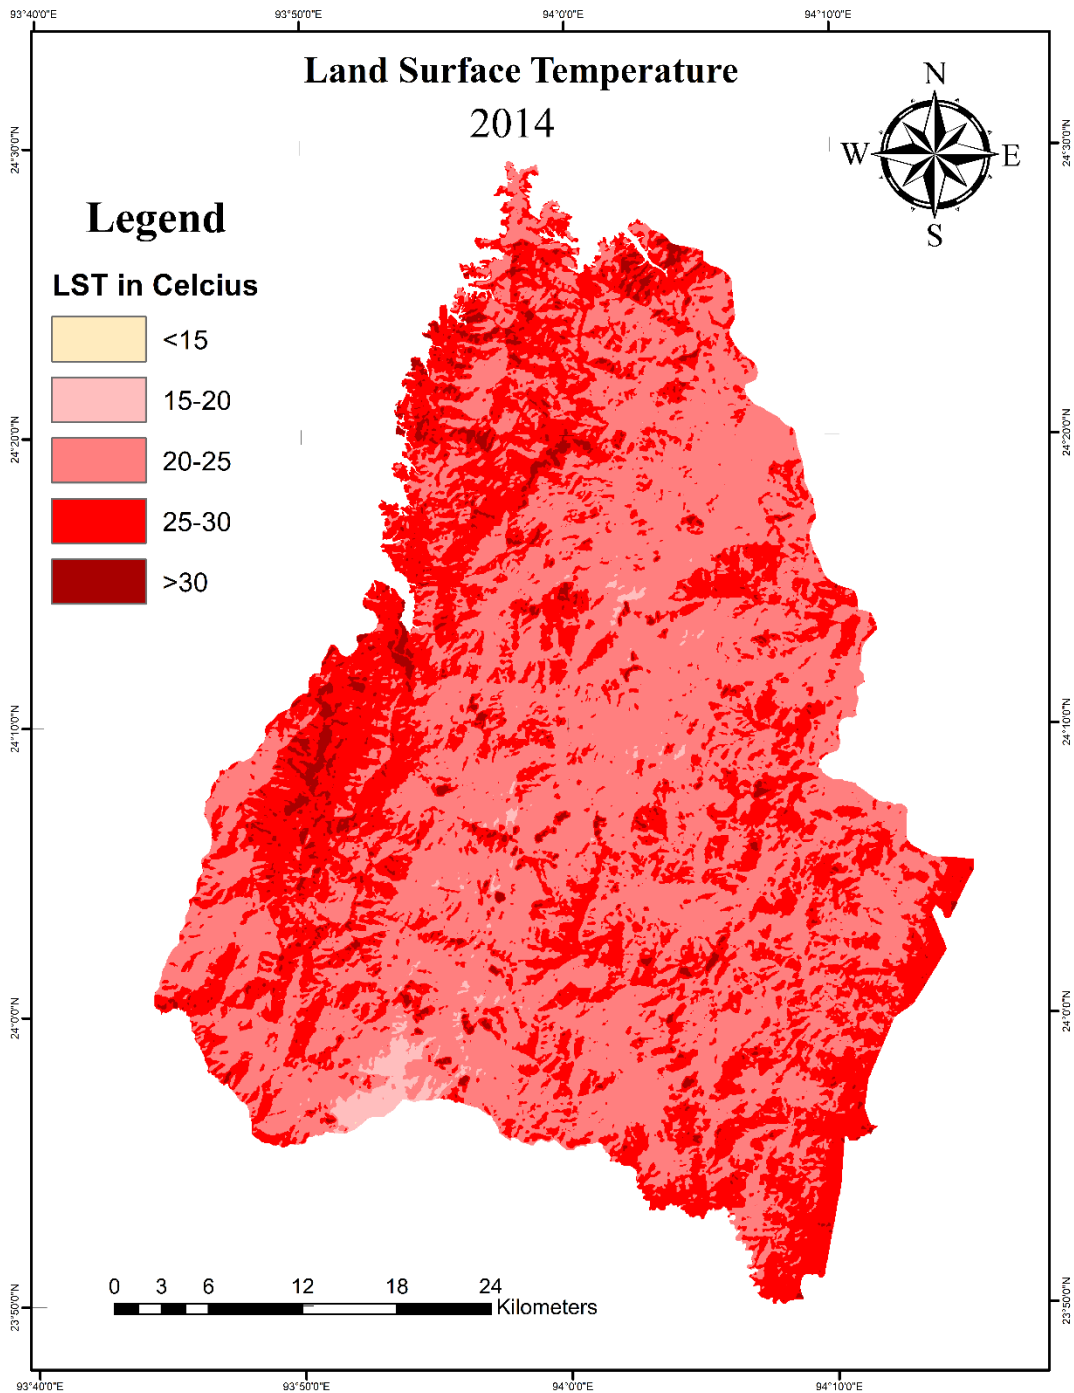 93°40'0"E 93°50'0"E 94°0'0"E 94°10'0"E
Land Surface Temperature
2014
N
W E
S
24°30'0"N 24°30'0"N
Legend
LST in Celcius
<15
15-20
20-25
25-30
>30
24°20'0"N 24°20'0"N
24°10'0"N 24°10'0"N
24°0'0"N 24°0'0"N
0 3 6 12 18 24
Kilometers
23°50'0"N 23°50'0"N
93°40'0"E 93°50'0"E 94°0'0"E 94°10'0"E